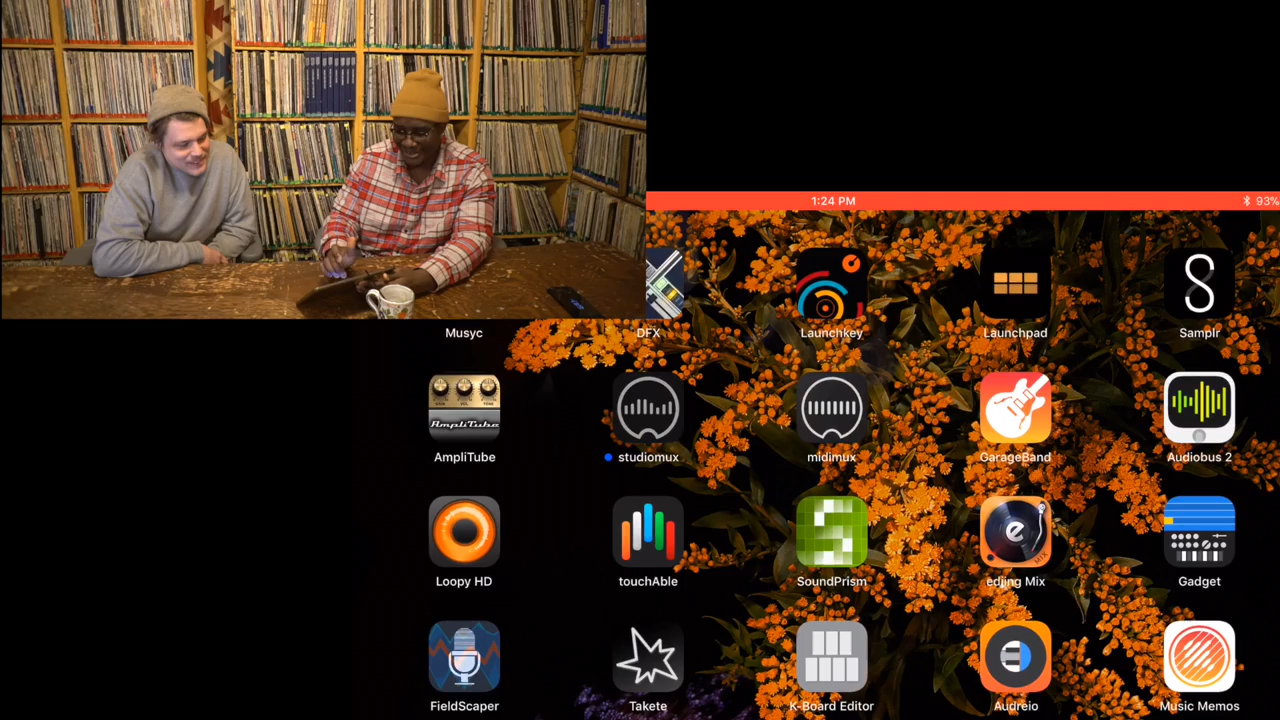 1:24 PM
93%
Musyc
DFX
Launchkey
Launchpad
Samplr
AmpliTube
AmpliTube
studiomux
midimux
GarageBand
Audiobus 2
Loopy HD
touchAble
SoundPrism
edjing Mix
Gadget
FieldScaper
Takete
K-Board Editor
Audreio
Music Memos